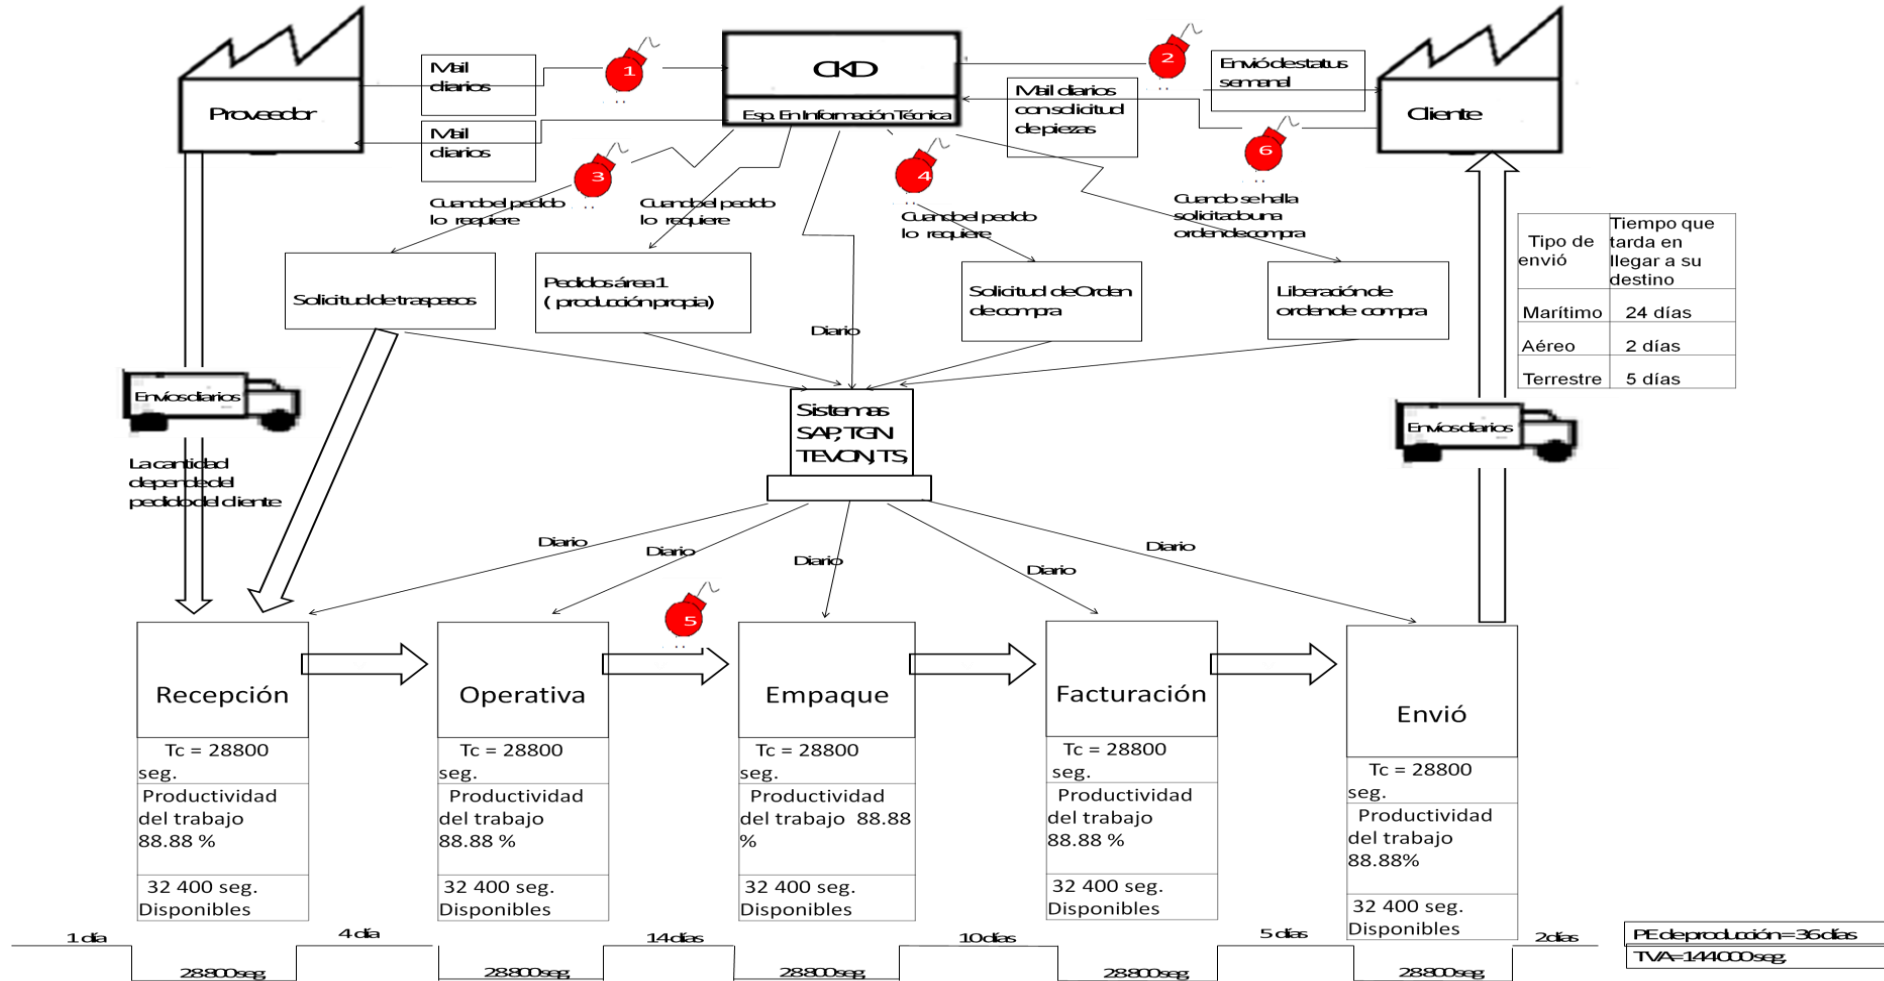 Proveedor
Mail
diarios
Mail
diarios
1
CKD
Esp. En Información Técnica
2
Envió de status
semanal
Mail diarios
con solicitud
de piezas
Cliente
3
4
6
Cuando el pedido
lo requiere
Cuando el pedido
lo requiere
Cuando el pedido
lo requiere
Cuando se halla
solicitado una
orden de compra
Solicitud de traspasos
Pedidos área 1
( producción propia)
Solicitud de Orden
de compra
Liberación de
orden de compra
Tipo de
envió
Tiempo que
tarda en
llegar a su
destino
Marítimo 24 días
Aéreo 2 días
Terrestre 5 días
Diario
Envíos diarios
Envíos diarios
La cantidad
depende del
pedido del cliente
Sistemas
SAP, TGN
TEVON, TS,
Diario
Diario
Diario
Diario
Diario
5
Recepción
Tc = 28800
seg.
Productividad
del trabajo
88.88 %
32 400 seg.
Disponibles
Operativa
Tc = 28800
seg.
Productividad
del trabajo
88.88 %
32 400 seg.
Disponibles
Empaque
Tc = 28800
seg.
Productividad
del trabajo 88.88
%
32 400 seg.
Disponibles
Facturación
Tc = 28800
seg.
Productividad
del trabajo
88.88 %
32 400 seg.
Disponibles
Envió
Tc = 28800
seg.
Productividad
del trabajo
88.88%
32 400 seg.
Disponibles
1 día
4 día
14 días
10 días
5 días
2 días
28800 seg.
28800 seg.
28800 seg.
28800 seg.
28800 seg.
PE de producción = 36 días
TVA=144000 seg.